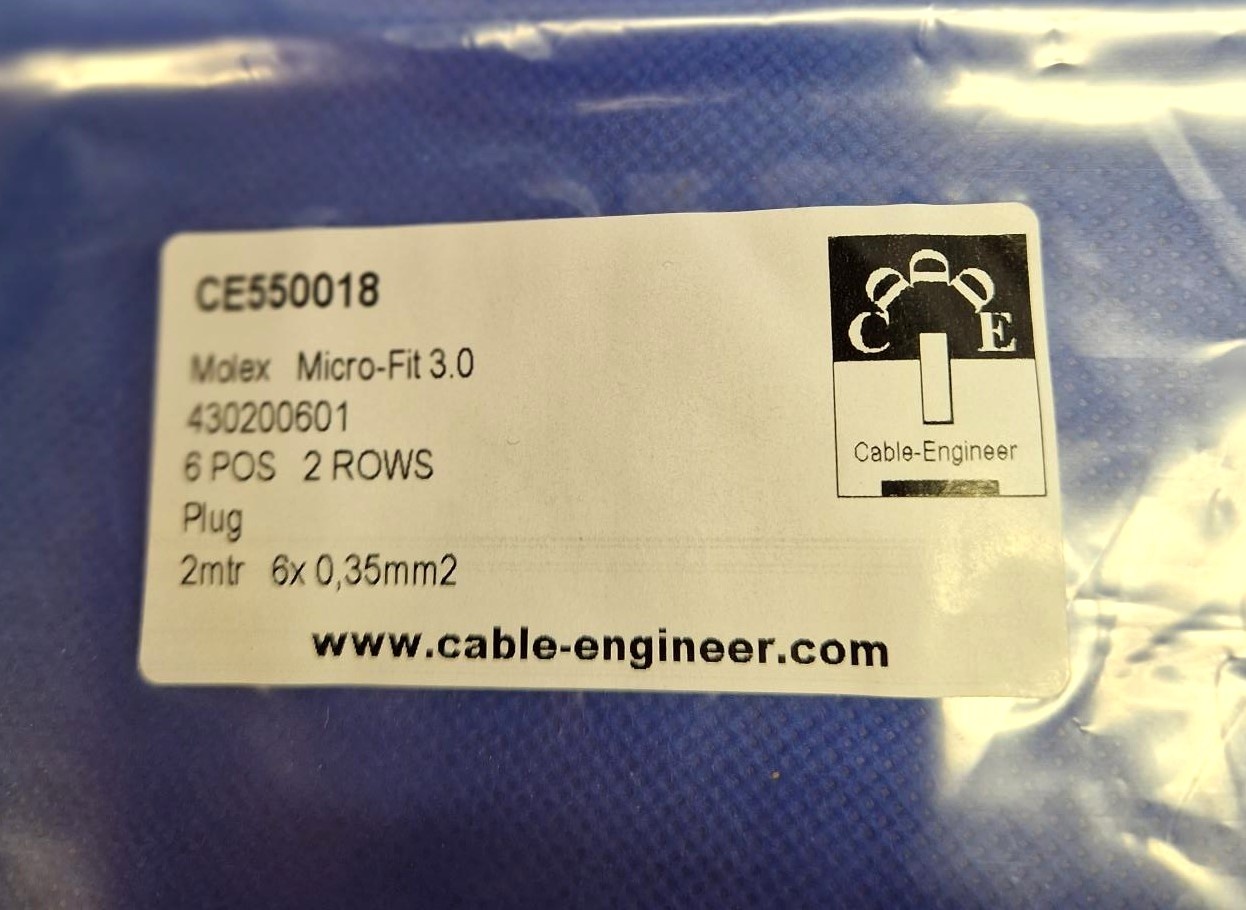 CE550018
Molex Micro-Fit 3.0
430200601
6 POS 2 ROWS
Plug
2mtr 6x 0,35mm2
www.cable-engineer.com
C E
Cable-Engineer